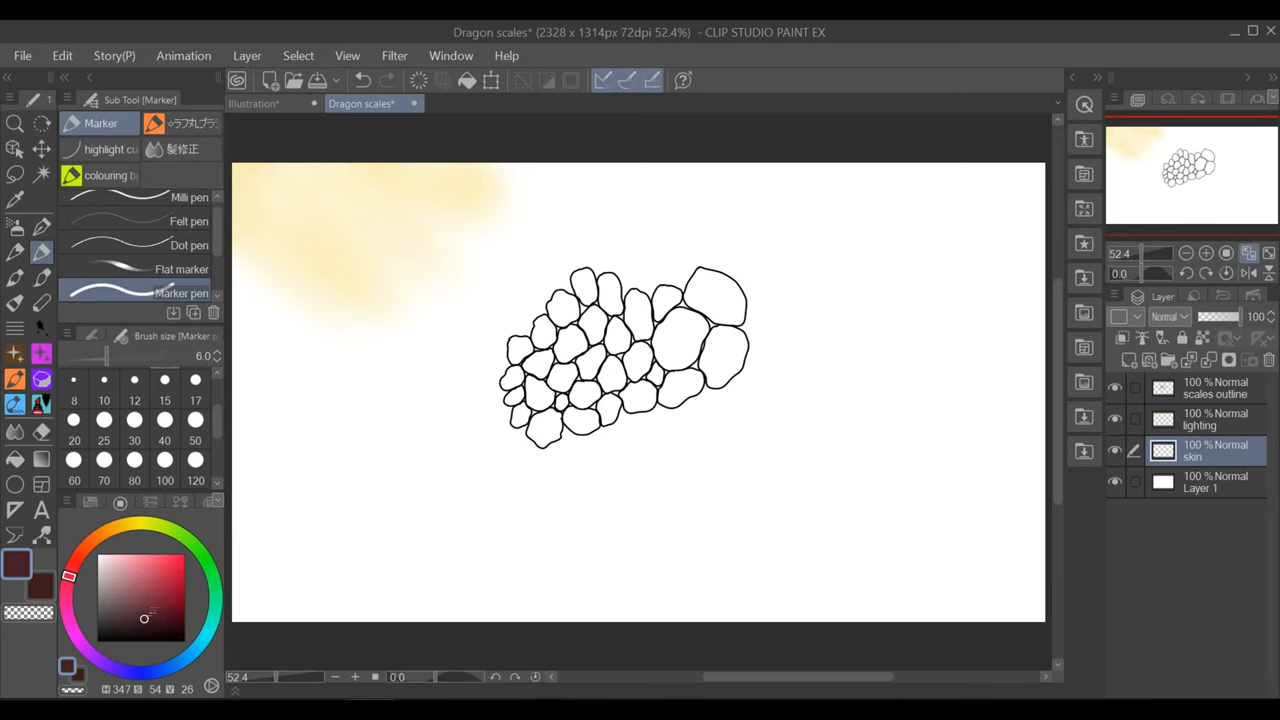 Dragon scales* (2328 x 1314px 72dpi 52.4%) - CLIP STUDIO PAINT EX
File Edit Story(P) Animation Layer Select View Filter Window Help
Sub Tool [Marker]
Illustration* Dragon scales*
Marker
highlight cu 髪修正
colouring b
Milli pen
Felt pen
Dot pen
Flat marker
Marker pen
Brush size [Marker p
6.0
8 10 12 15 17
20 25 30 40 50
60 70 80 100 120
H 347 S 54 V 26
52.4 0.0
52.4
0.0
Layer
Normal 100
100 %Normal
scales outline
100 %Normal
lighting
100 %Normal
skin
100 %Normal
Layer 1